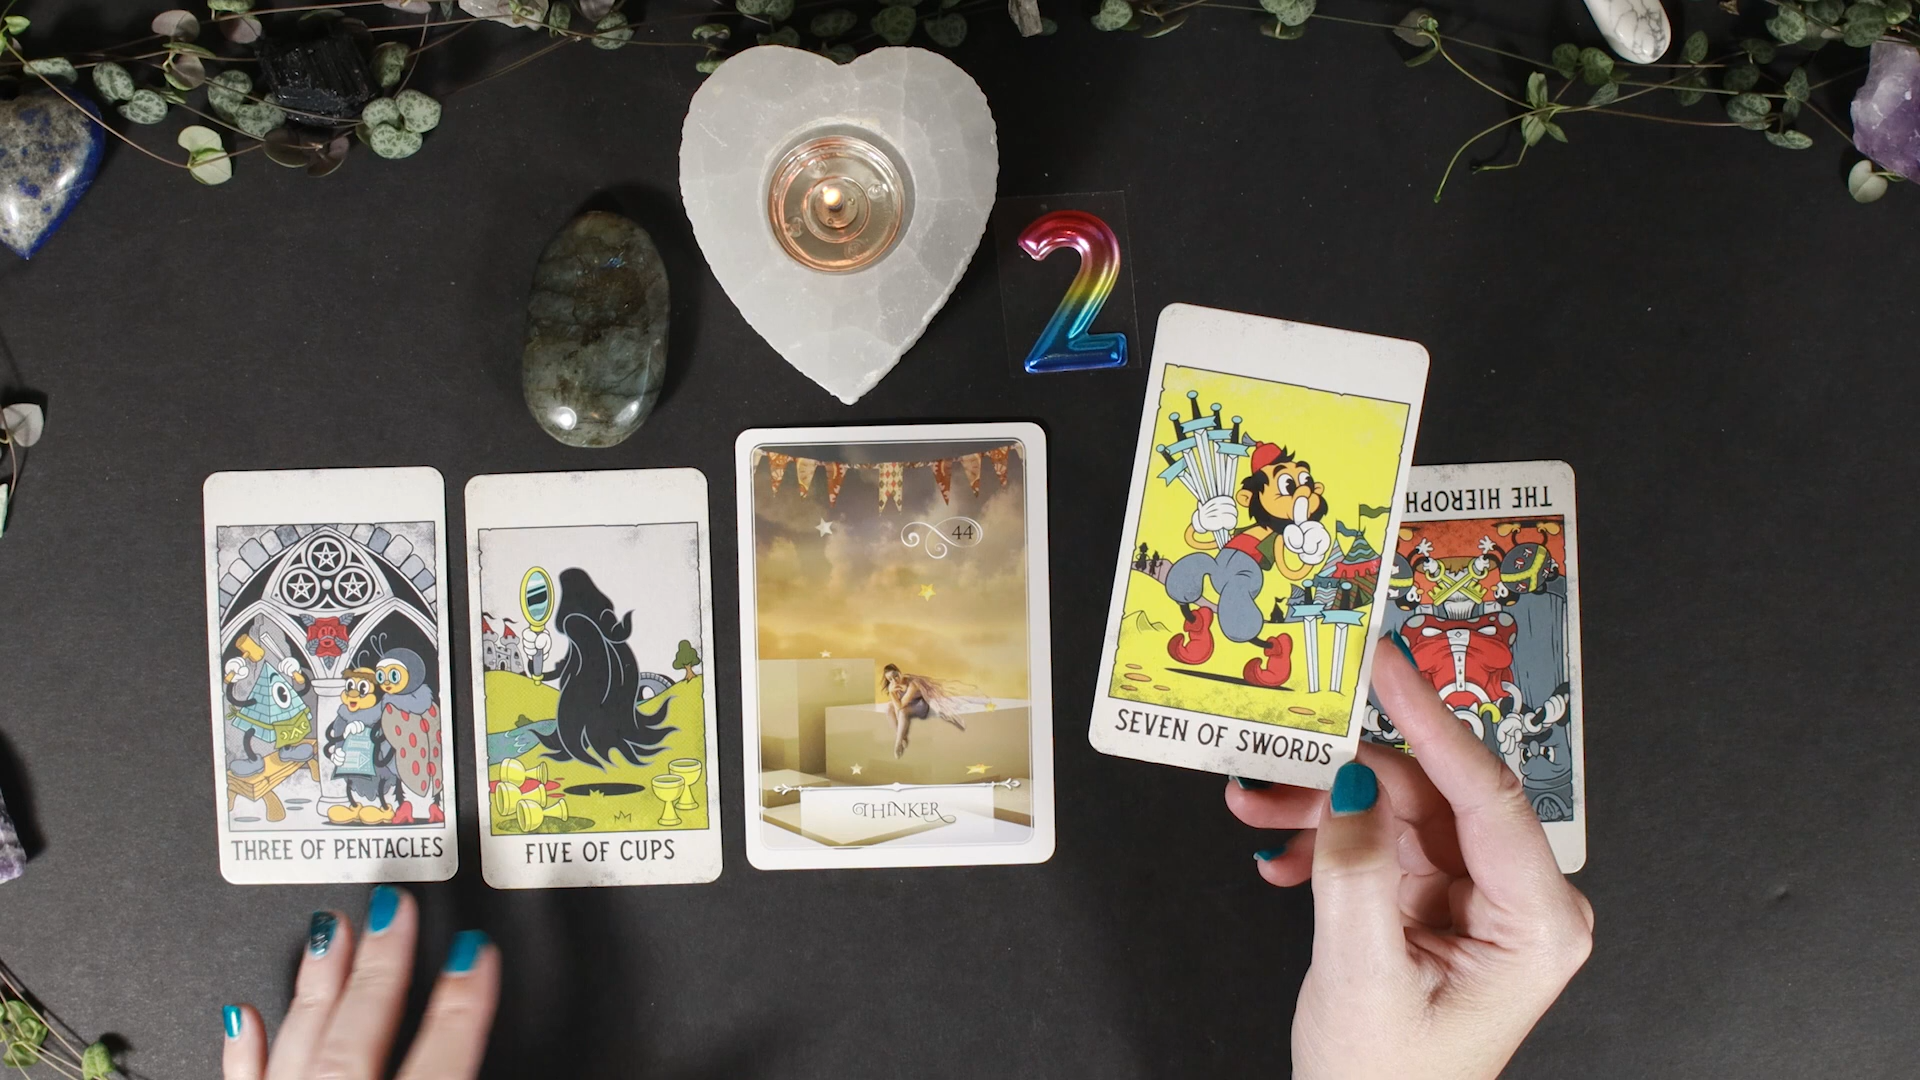 2
44
THREE OF PENTACLES
FIVE OF CUPS
THINKER
SEVEN OF SWORDS
THE HIEROPH